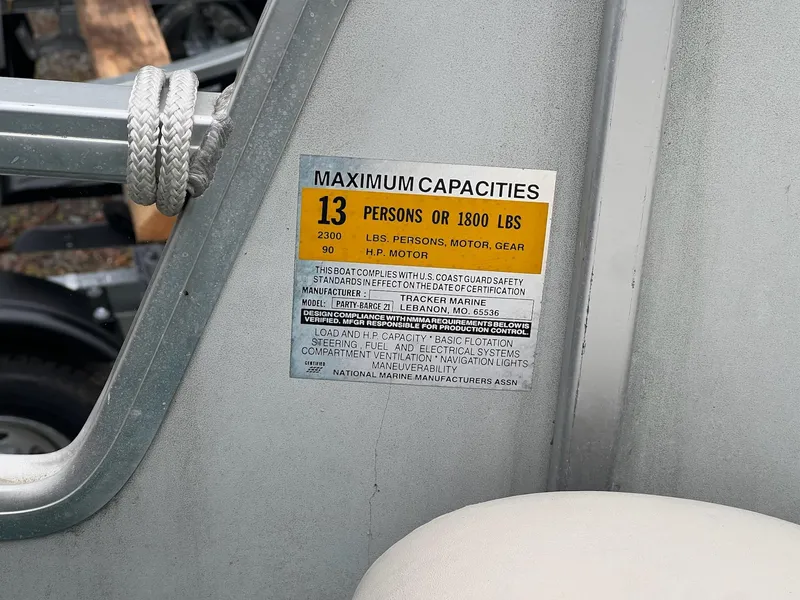 MAXIMUM CAPACITIES
13 PERSONS OR 1800 LBS
2300 LBS. PERSONS, MOTOR, GEAR
90 H.P. MOTOR
THIS BOAT COMPLIES WITH U.S. COAST GUARD SAFETY
STANDARDS IN EFFECT ON THE DATE OF CERTIFICATION
MANUFACTURER : TRACKER MARINE
MODEL: PARTY-BARGE 21 LEBANON, MO. 65536
DESIGN COMPLIANCE WITH NMMA REQUIREMENTS BELOW IS
VERIFIED. MFGR RESPONSIBLE FOR PRODUCTION CONTROL.
LOAD AND H.P. CAPACITY * BASIC FLOTATION
STEERING, FUEL AND ELECTRICAL SYSTEMS
COMPARTMENT VENTILATION * NAVIGATION LIGHTS
MANEUVERABILITY
CERTIFIED
NATIONAL MARINE MANUFACTURERS ASSN